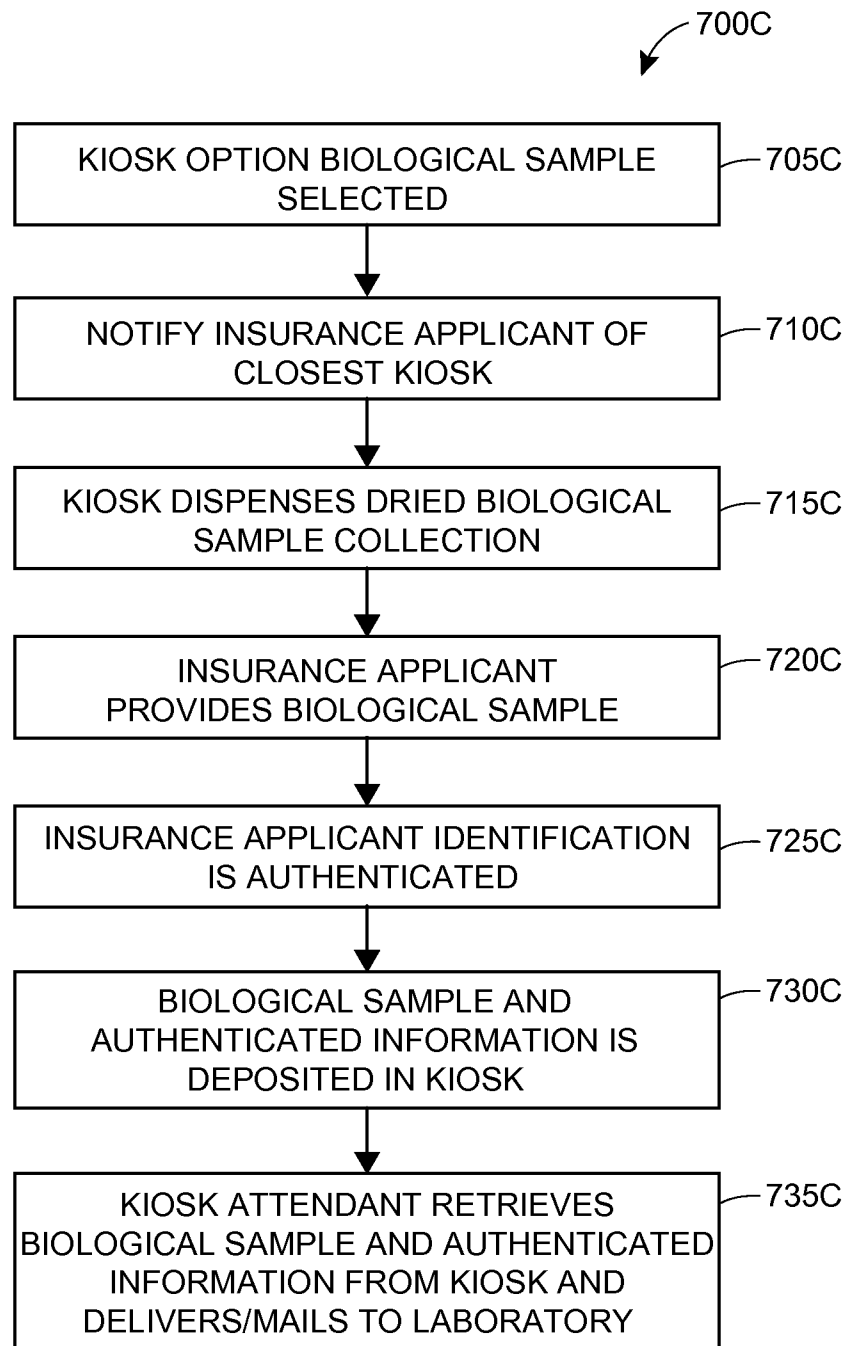 700C
KIOSK OPTION BIOLOGICAL SAMPLE
SELECTED
705C
NOTIFY INSURANCE APPLICANT OF
CLOSEST KIOSK
710C
KIOSK DISPENSES DRIED BIOLOGICAL
SAMPLE COLLECTION
715C
INSURANCE APPLICANT
PROVIDES BIOLOGICAL SAMPLE
720C
INSURANCE APPLICANT IDENTIFICATION
IS AUTHENTICATED
725C
BIOLOGICAL SAMPLE AND
AUTHENTICATED INFORMATION IS
DEPOSITED IN KIOSK
730C
KIOSK ATTENDANT RETRIEVES
BIOLOGICAL SAMPLE AND AUTHENTICATED
INFORMATION FROM KIOSK AND
DELIVERS/MAILS TO LABORATORY
735C